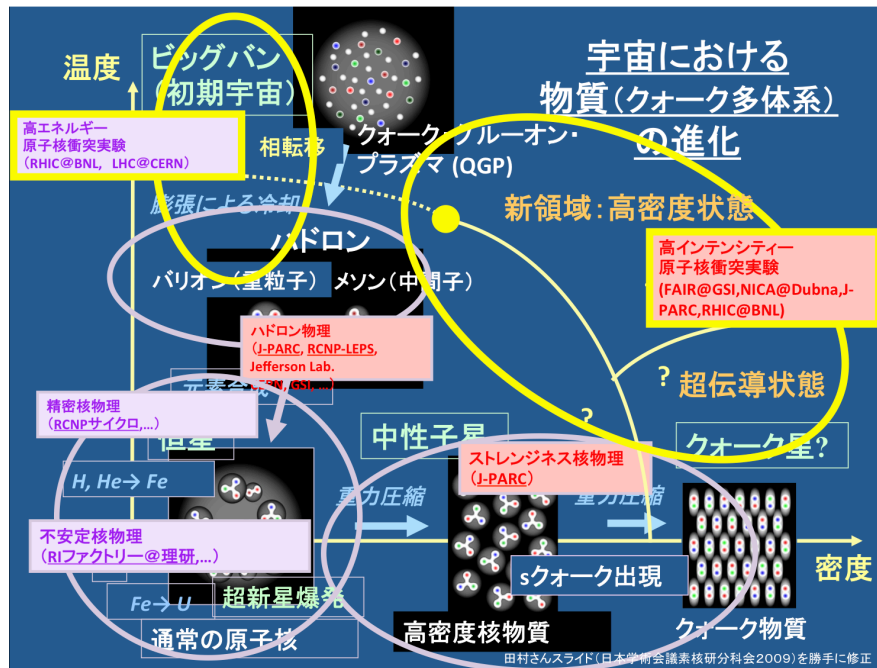 宇宙における
物質(クォーク多体系)
の進化
温度
ビッグバン
(初期宇宙)
高エネルギー
原子核衝突実験
(RHIC@BNL, LHC@CERN)
相転移
クォーク・グルーオン・
プラズマ (QGP)
膨張による冷却
新領域:高密度状態
ハドロン
バリオン(重粒子)
メソン(中間子)
高インテンシティー
原子核衝突実験
(FAIR@GSI,NICA@Dubna,J-
PARC,RHIC@BNL)
ハドロン物理
(J-PARC, RCNP-LEPS,
Jefferson Lab.
GSI, …)
?
超伝導状態
?
精密核物理
(RCNPサイクロ,…)
恒星
中性子星
クォーク星?
ストレンジネス核物理
(J-PARC)
H, He→ Fe
重力圧縮
重力圧縮
不安定核物理
(RIファクトリー@理研,…)
sクォーク出現
密度
Fe→ U
超新星爆発
通常の原子核
高密度核物質
クォーク物質
田村さんスライド(日本学術会議素核研分科会2009)を勝手に修正